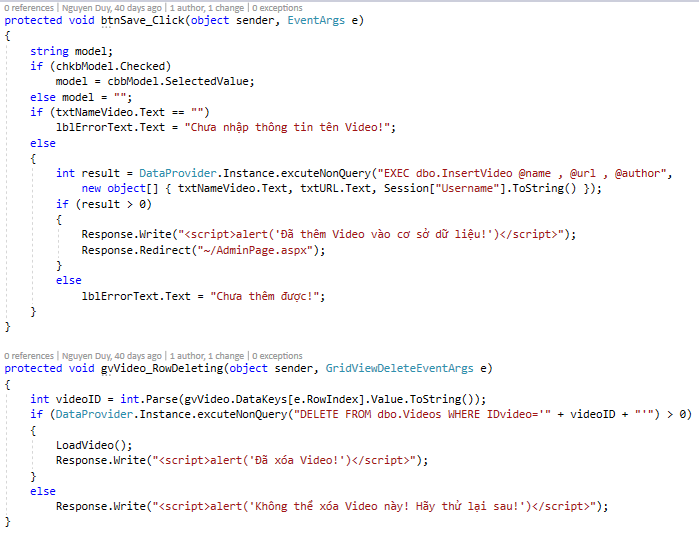 0 references | Nguyen Duy, 40 days ago | 1 author, 1 change | 0 exceptions
protected void btnSave_Click(object sender, EventArgs e)
{
    string model;
    if (chkbModel.Checked)
        model = cbbModel.SelectedValue;
    else model = "";
    if (txtNameVideo.Text == "")
        lblErrorText.Text = "Chưa nhập thông tin tên Video!";
    else
    {
        int result = DataProvider.Instance.excuteNonQuery("EXEC dbo.InsertVideo @name , @url , @author",
            new object[] { txtNameVideo.Text, txtURL.Text, Session["Username"].ToString() });
        if (result > 0)
        {
            Response.Write("<script>alert('Đã thêm Video vào cơ sở dữ liệu!')</script>");
            Response.Redirect("~/AdminPage.aspx");
        }
        else
            lblErrorText.Text = "Chưa thêm được!";
    }
}
0 references | Nguyen Duy, 40 days ago | 1 author, 1 change | 0 exceptions
protected void gvVideo_RowDeleting(object sender, GridViewDeleteEventArgs e)
{
    int videoID = int.Parse(gvVideo.DataKeys[e.RowIndex].Value.ToString());
    if (DataProvider.Instance.excuteNonQuery("DELETE FROM dbo.Videos WHERE IDvideo='" + videoID + "'") > 0)
    {
        LoadVideo();
        Response.Write("<script>alert('Đã xóa Video!')</script>");
    }
    else
        Response.Write("<script>alert('Không thể xóa Video này! Hãy thử lại sau!')</script>");
}